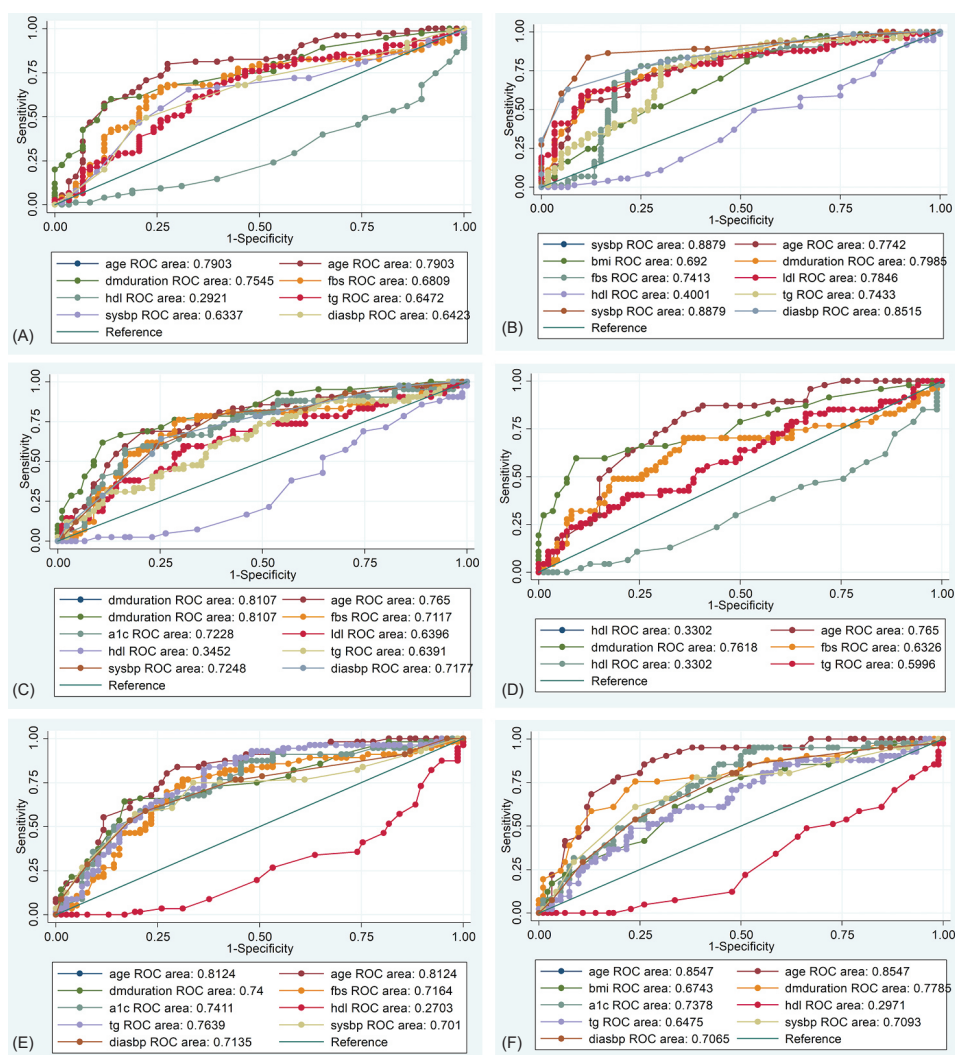 1.00
0.75
0.50
0.25
0.00
Sensitivity
0.00 0.25 0.50 0.75 1.00
1-Specificity
age ROC area: 0.7903 age ROC area: 0.7903
dmduration ROC area: 0.7545 fbs ROC area: 0.6809
hdl ROC area: 0.2921 tg ROC area: 0.6472
sysbp ROC area: 0.6337 diasbp ROC area: 0.6423
Reference
(A)
1.00
0.75
0.50
0.25
0.00
Sensitivity
0.00 0.25 0.50 0.75 1.00
1-Specificity
sysbp ROC area: 0.8879 age ROC area: 0.7742
bmi ROC area: 0.692 dmduration ROC area: 0.7985
fbs ROC area: 0.7413 ldl ROC area: 0.7846
hdl ROC area: 0.4001 tg ROC area: 0.7433
sysbp ROC area: 0.8879 diasbp ROC area: 0.8515
Reference
(B)
1.00
0.75
0.50
0.25
0.00
Sensitivity
0.00 0.25 0.50 0.75 1.00
1-Specificity
dmduration ROC area: 0.8107 age ROC area: 0.765
dmduration ROC area: 0.8107 fbs ROC area: 0.7117
a1c ROC area: 0.7228 ldl ROC area: 0.6396
hdl ROC area: 0.3452 tg ROC area: 0.6391
sysbp ROC area: 0.7248 diasbp ROC area: 0.7177
Reference
(C)
1.00
0.75
0.50
0.25
0.00
Sensitivity
0.00 0.25 0.50 0.75 1.00
1-Specificity
hdl ROC area: 0.3302 age ROC area: 0.765
dmduration ROC area: 0.7618 fbs ROC area: 0.6326
hdl ROC area: 0.3302 tg ROC area: 0.5996
Reference
(D)
1.00
0.75
0.50
0.25
0.00
Sensitivity
0.00 0.25 0.50 0.75 1.00
1-Specificity
age ROC area: 0.8124 age ROC area: 0.8124
dmduration ROC area: 0.74 fbs ROC area: 0.7164
a1c ROC area: 0.7411 hdl ROC area: 0.2703
tg ROC area: 0.7639 sysbp ROC area: 0.701
diasbp ROC area: 0.7135 Reference
(E)
1.00
0.75
0.50
0.25
0.00
Sensitivity
0.00 0.25 0.50 0.75 1.00
1-Specificity
age ROC area: 0.8547 age ROC area: 0.8547
bmi ROC area: 0.6743 dmduration ROC area: 0.7785
a1c ROC area: 0.7378 hdl ROC area: 0.2971
tg ROC area: 0.6475 sysbp ROC area: 0.7093
diasbp ROC area: 0.7065 Reference
(F)